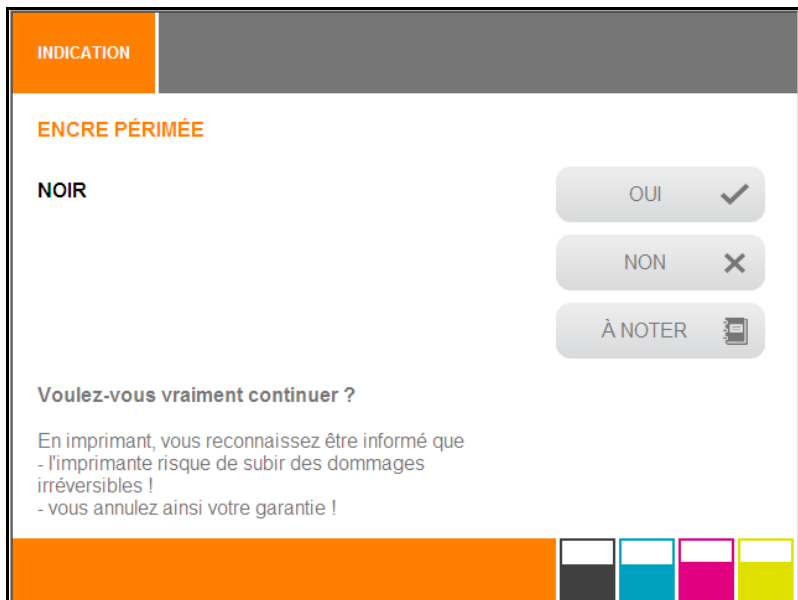 INDICATION
ENCRE PÉRIMÉE
NOIR
OUI
NON
À NOTER
Voulez-vous vraiment continuer ?
En imprimant, vous reconnaissez être informé que
- l'imprimante risque de subir des dommages
irréversibles !
- vous annulez ainsi votre garantie !